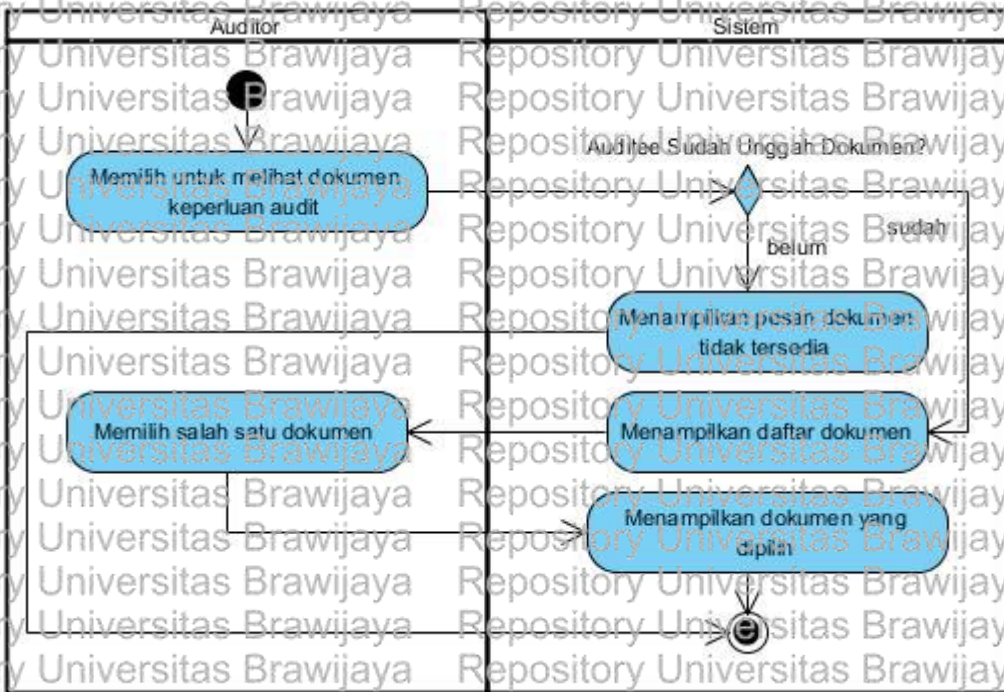 Auditor
Sistem
Auditee Sudah Unggah Dokumen?
Memilih untuk melihat dokumen
keperluan audit
sudah
belum
Menampilkan pesan dokumen
tidak tersedia
Memilih salah satu dokumen
Menampilkan daftar dokumen
Menampilkan dokumen yang
dipilih
Repository Universitas Brawijaya